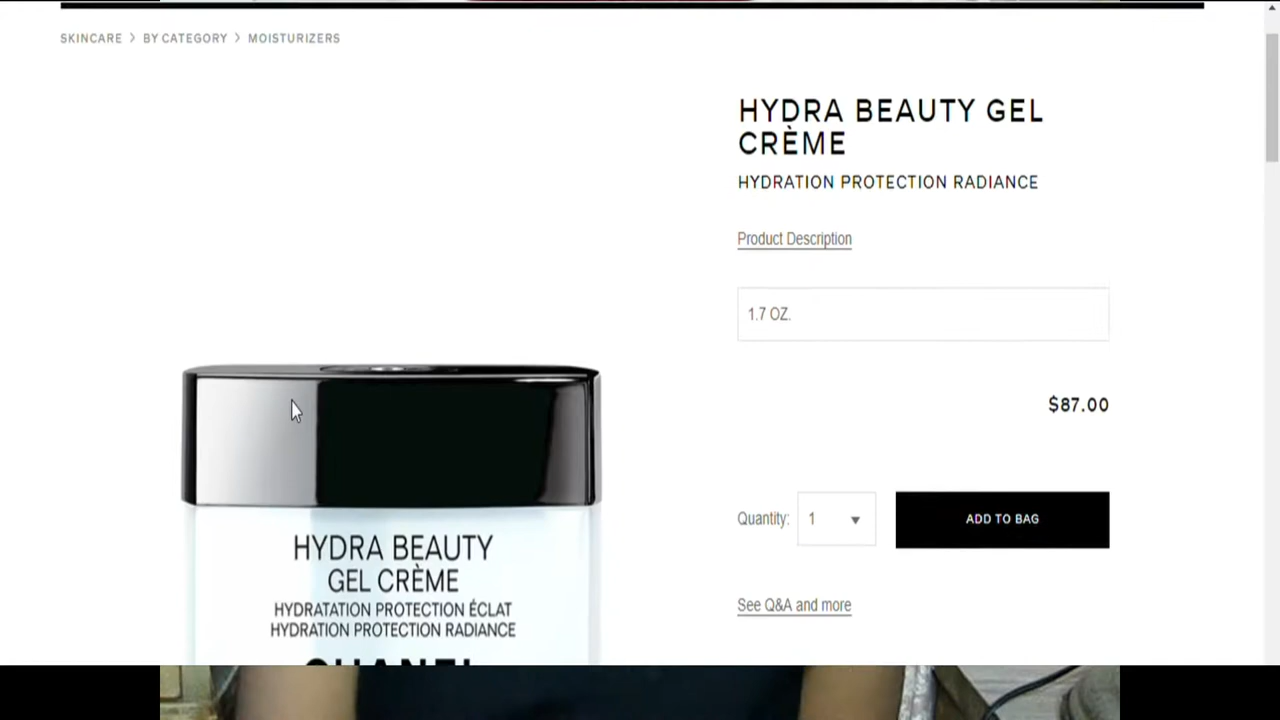 SKINCARE > BY CATEGORY > MOISTURIZERS
HYDRA BEAUTY GEL
CRÈME
HYDRATION PROTECTION RADIANCE
Product Description
1.7 OZ.
$87.00
Quantity: 1
ADD TO BAG
See Q&A and more
HYDRA BEAUTY
GEL CRÈME
HYDRATATION PROTECTION ÉCLAT
HYDRATION PROTECTION RADIANCE
CHANEL